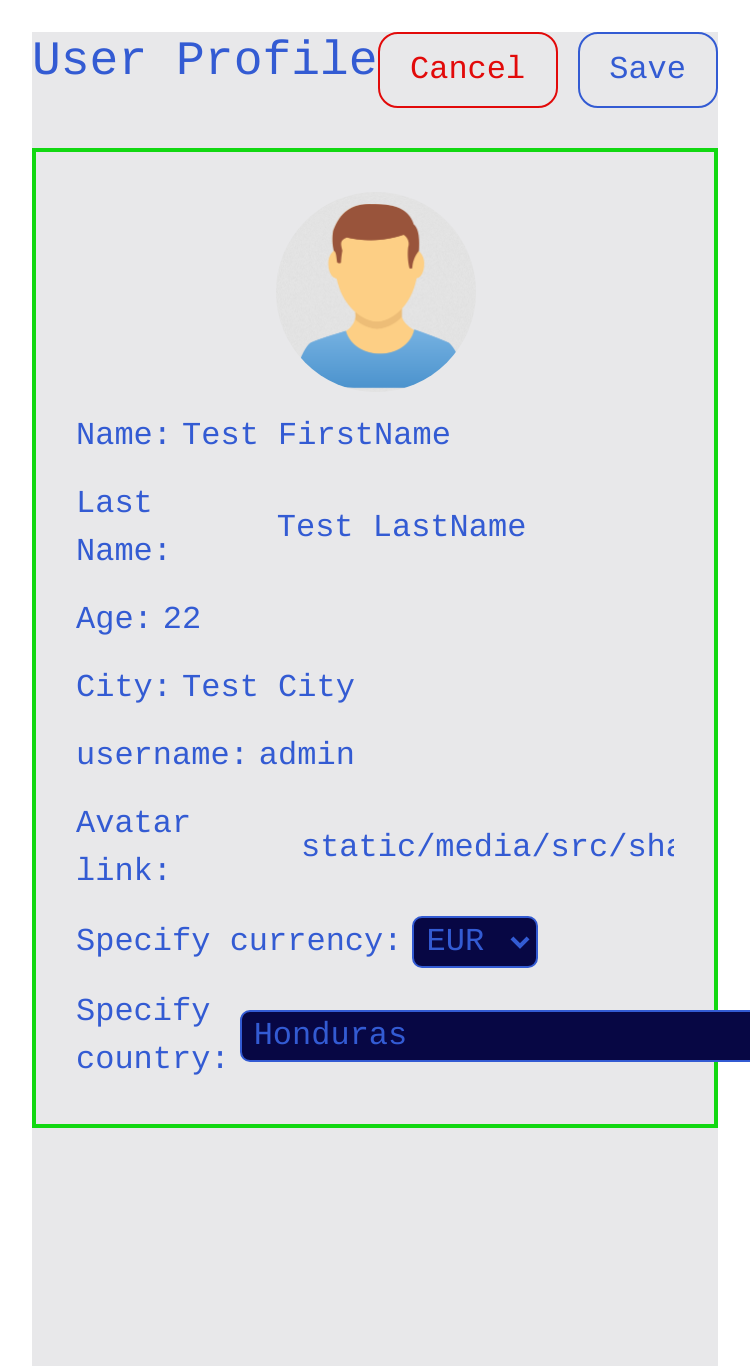 User Profile Cancel Save
Name: Test FirstName
Last
Name: Test LastName
Age: 22
City: Test City
username: admin
Avatar
link: static/media/src/sha
Specify currency: EUR
Specify
country: Honduras